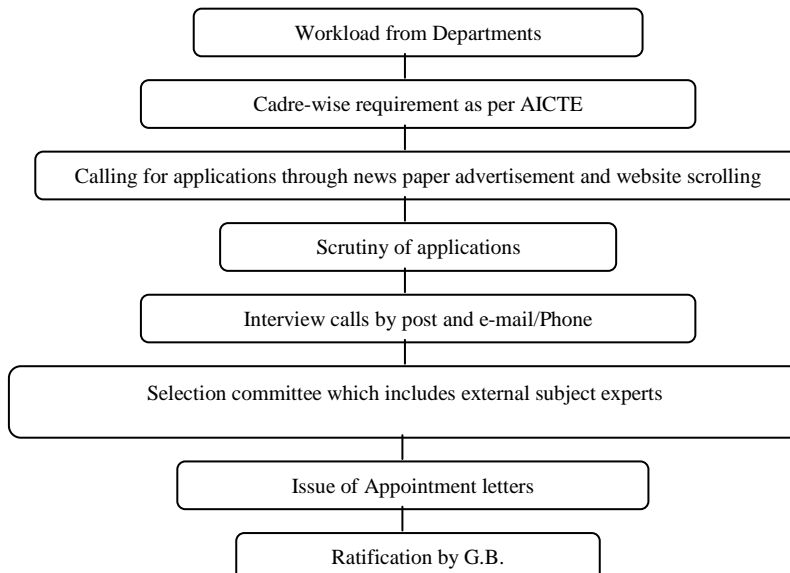 Workload from Departments
Cadre-wise requirement as per AICTE
Calling for applications through news paper advertisement and website scrolling
Scrutiny of applications
Interview calls by post and e-mail/Phone
Selection committee which includes external subject experts
Issue of Appointment letters
Ratification by G.B.